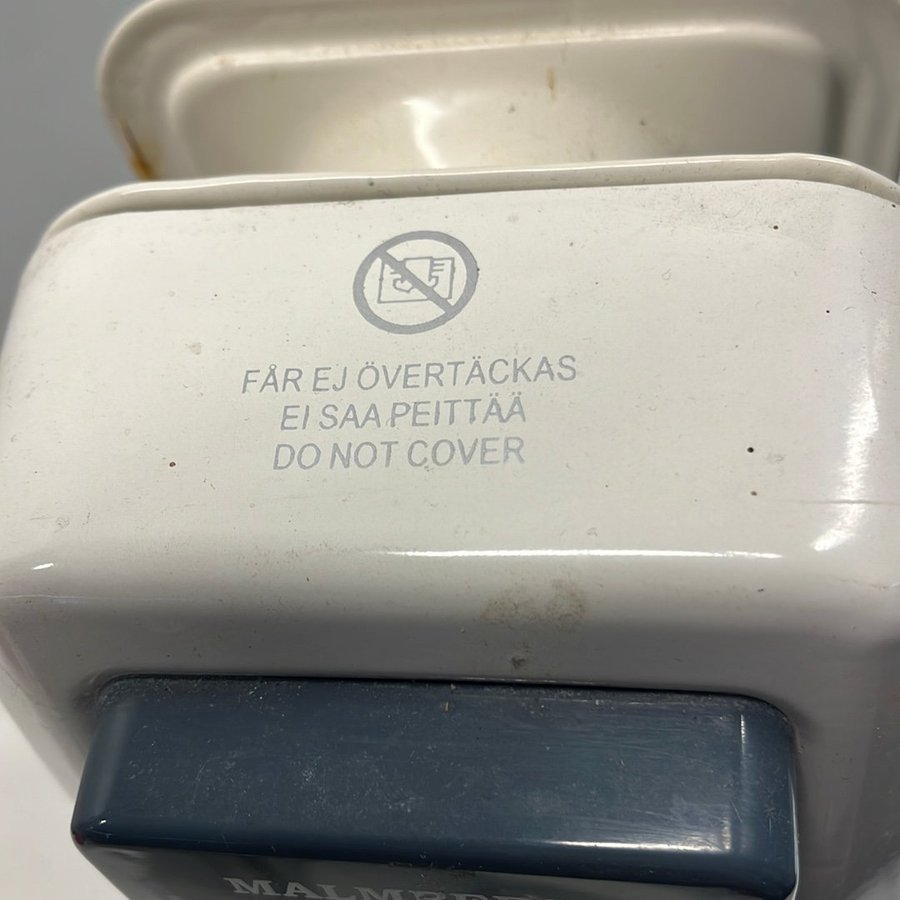 FÅR EJ ÖVERTÄCKAS
EI SAA PEITTÄÄ
DO NOT COVER